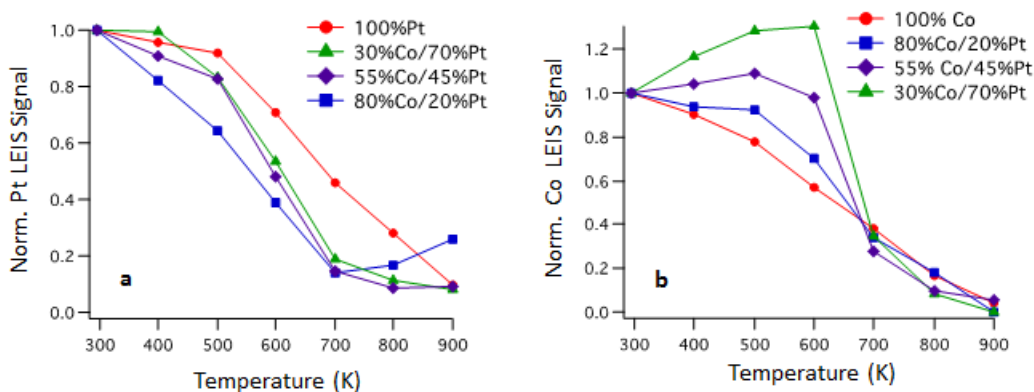 Norm. Pt LEIS Signal
1.0
0.8
0.6
0.4
0.2
0.0
100%Pt
30%Co/70%Pt
55%Co/45%Pt
80%Co/20%Pt
a
300 400 500 600 700 800 900
Temperature (K)
Norm. Co LEIS Signal
1.2
1.0
0.8
0.6
0.4
0.2
0.0
100% Co
80%Co/20%Pt
55% Co/45%Pt
30%Co/70%Pt
b
300 400 500 600 700 800 900
Temperature (K)